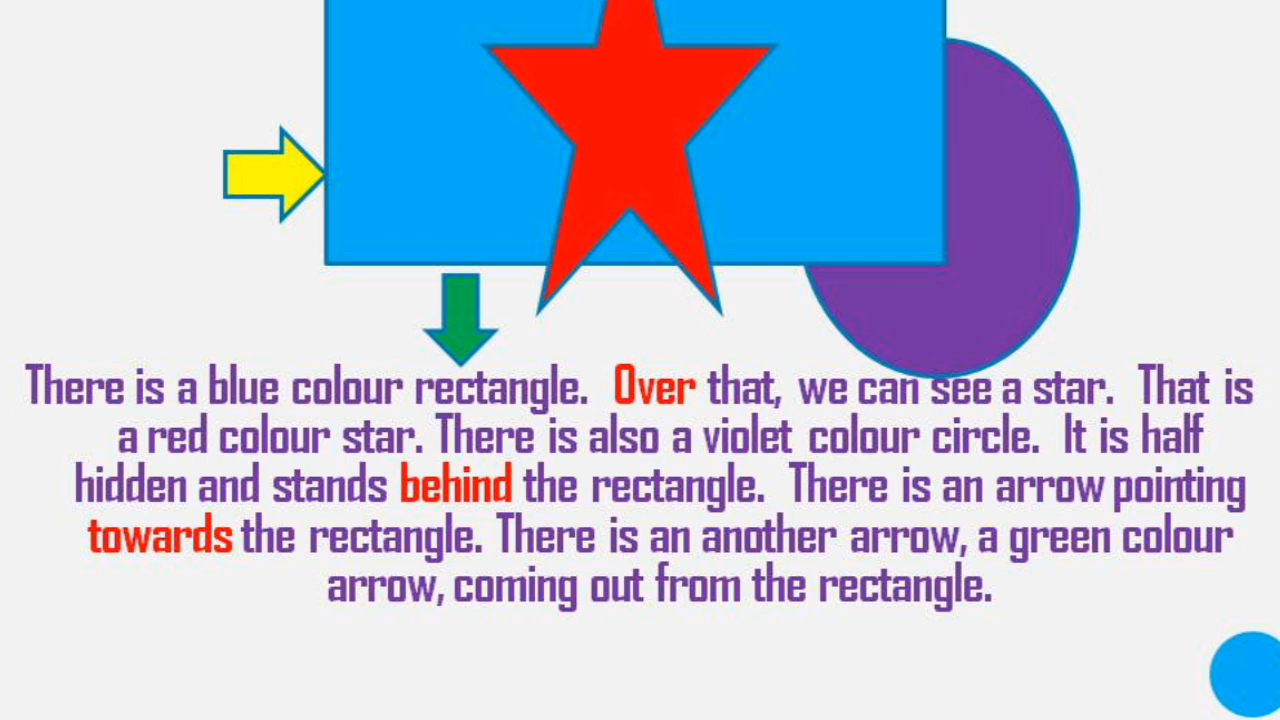 There is a blue colour rectangle. Over that, we can see a star. That is
a red colour star. There is also a violet colour circle. It is half
hidden and stands behind the rectangle. There is an arrow pointing
towards the rectangle. There is an another arrow, a green colour
arrow, coming out from the rectangle.